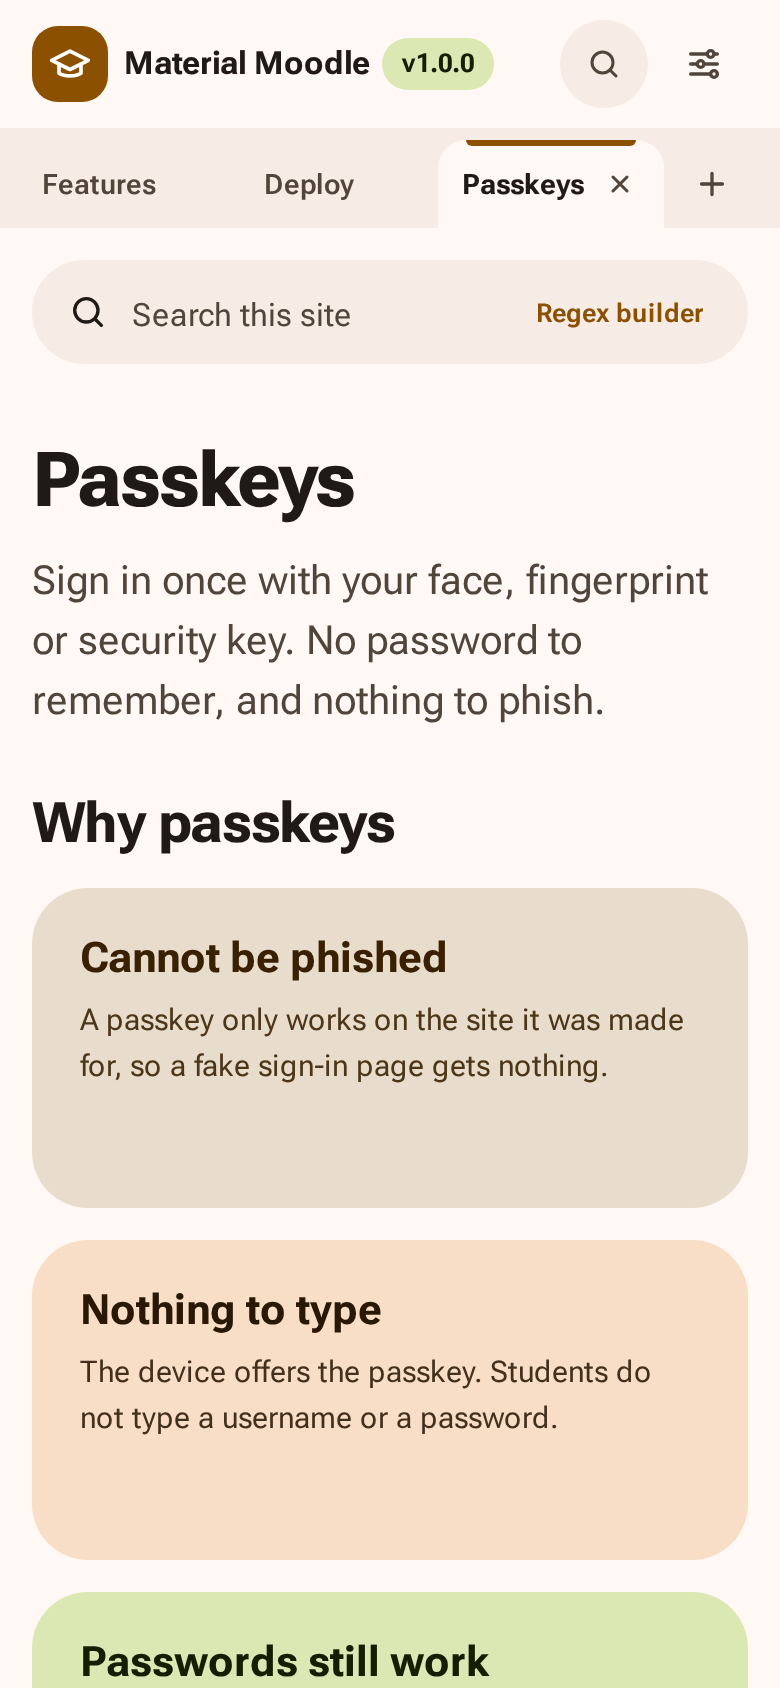 Material Moodle v1.0.0
Features Deploy Passkeys
Search this site Regex builder
Passkeys
Sign in once with your face, fingerprint
or security key. No password to
remember, and nothing to phish.
Why passkeys
Cannot be phished
A passkey only works on the site it was made
for, so a fake sign-in page gets nothing.
Nothing to type
The device offers the passkey. Students do
not type a username or a password.
Passwords still work